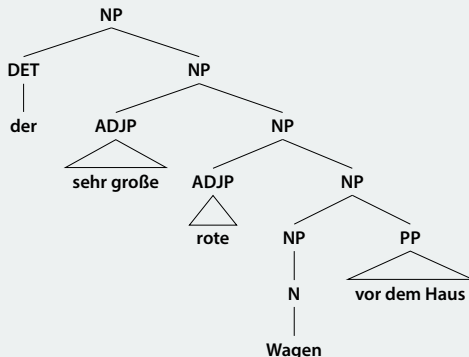 NP
DET NP
der ADJP NP
sehr große ADJP NP
rote NP PP
N vor dem Haus
Wagen